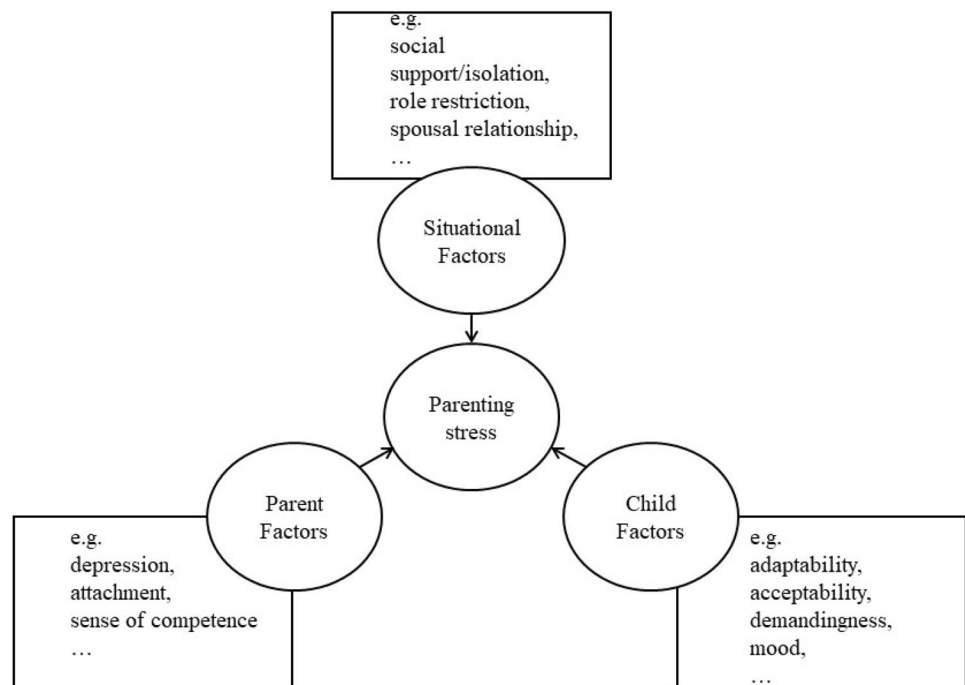 e.g.
social
support/isolation,
role restriction,
spousal relationship,
…
Situational
Factors
Parenting
stress
Parent
Factors
e.g.
depression,
attachment,
sense of competence
…
Child
Factors
e.g.
adaptability,
acceptability,
demandingness,
mood,
…